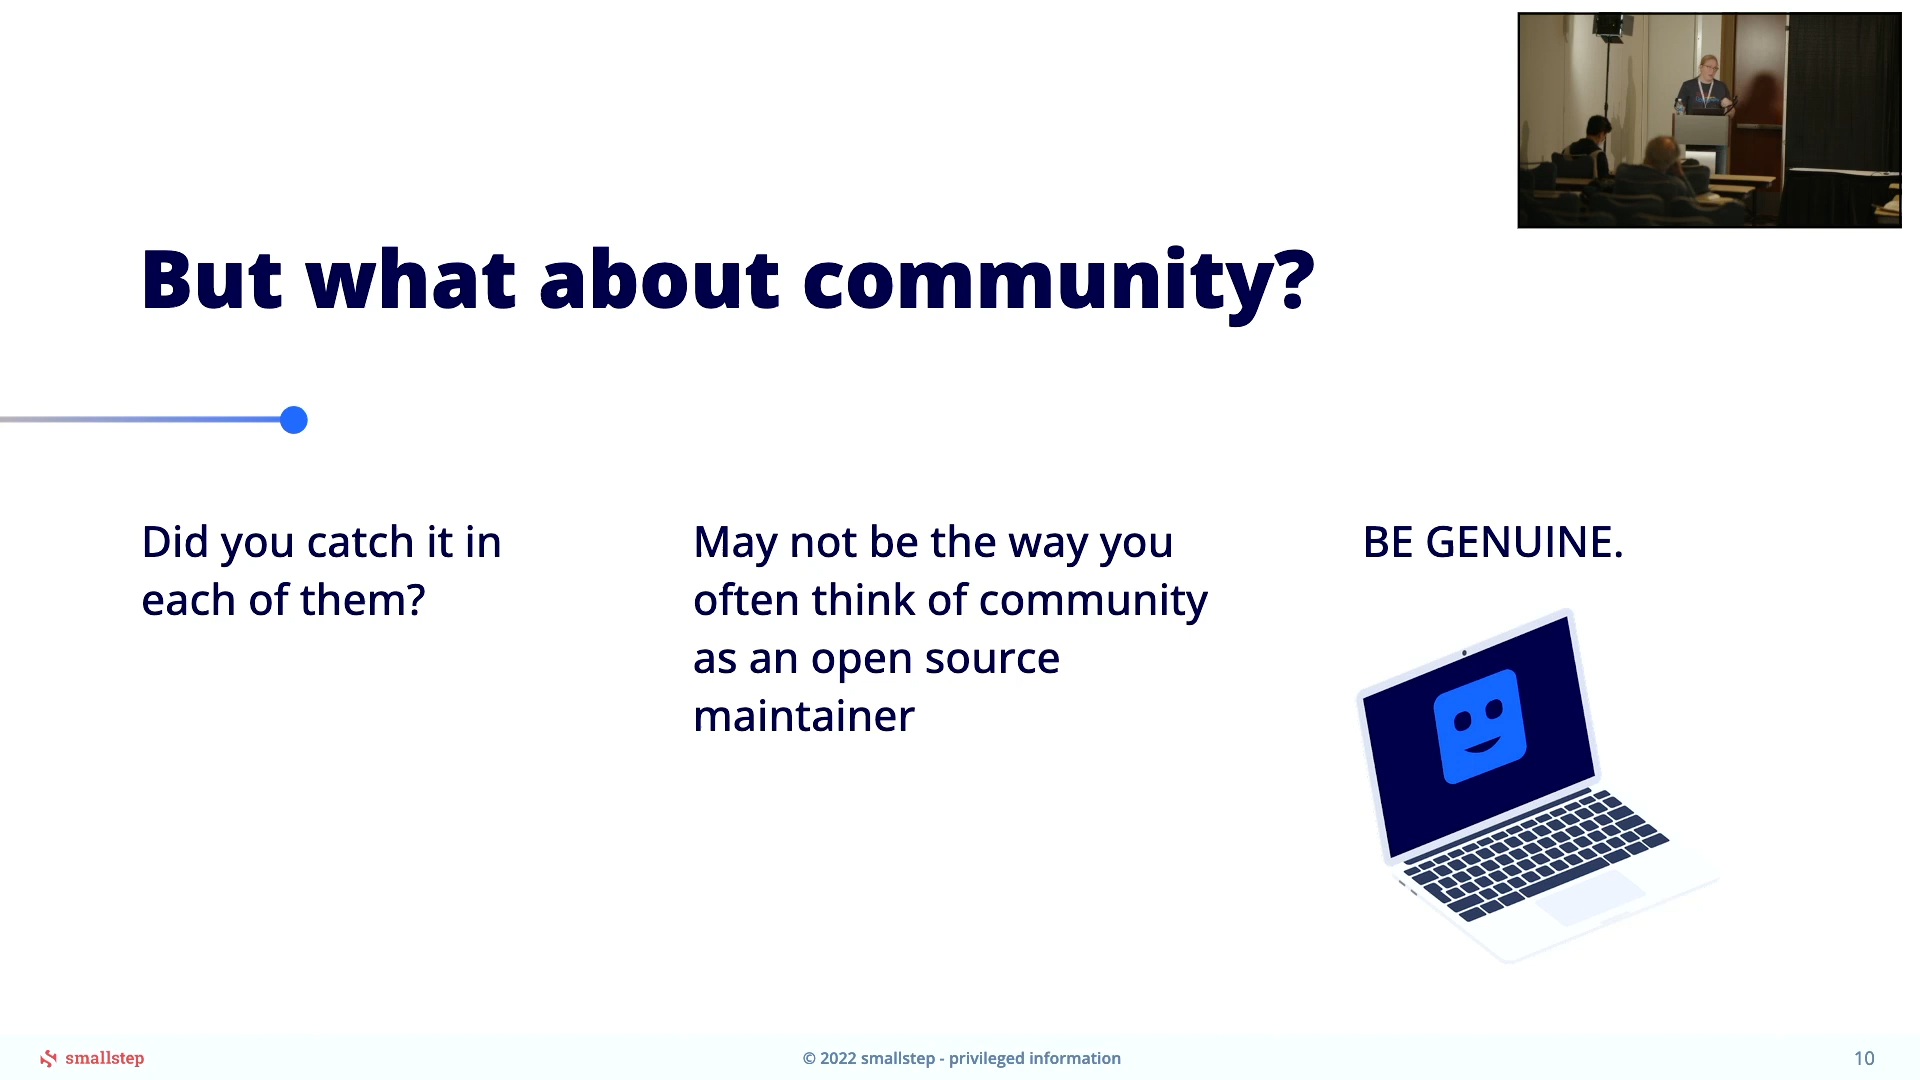 But what about community?
Did you catch it in
each of them?
May not be the way you
often think of community
as an open source
maintainer
BE GENUINE.
smallstep
© 2022 smallstep - privileged information
10